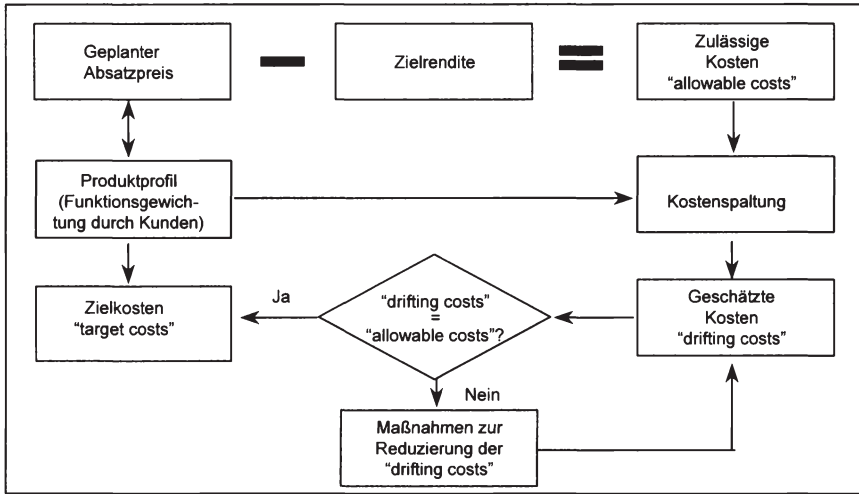 Geplanter
Absatzpreis
Zielrendite
Zulässige
Kosten
“allowable costs”
Produktprofil
(Funktionsgewich-
tung durch Kunden)
Kostenspaltung
Zielkosten
“target costs”
Ja
“drifting costs”
=
“allowable costs”?
Geschätzte
Kosten
“drifting costs”
Nein
Maßnahmen zur
Reduzierung der
“drifting costs”